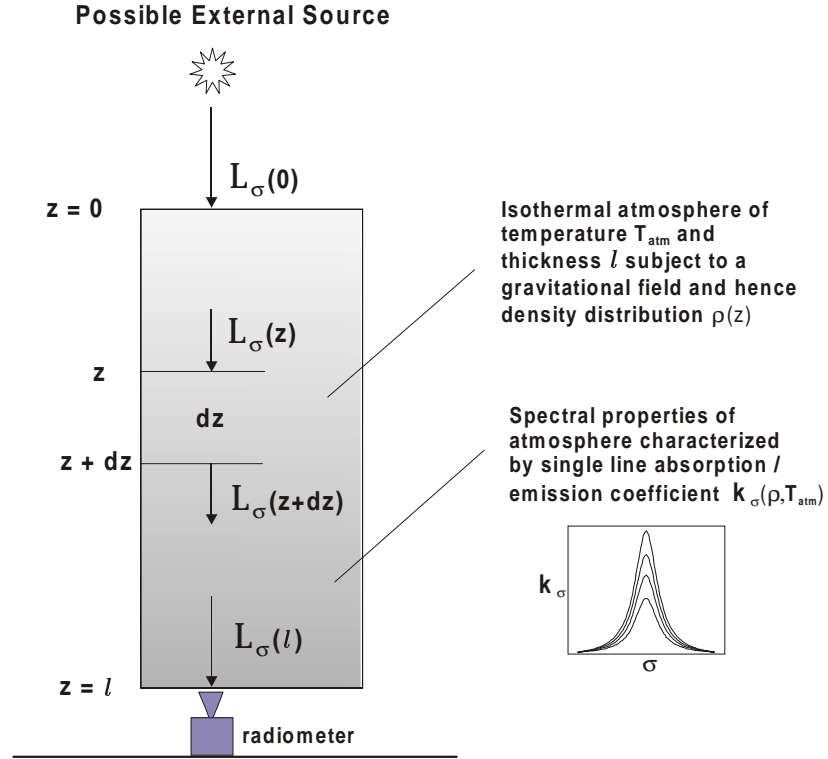 Possible External Source
L_σ(0)
z = 0
L_σ(z)
z
dz
z + dz
L_σ(z+dz)
L_σ(l)
z = l
radiometer
Isothermal atmosphere of
temperature T_atm and
thickness l subject to a
gravitational field and hence
density distribution ρ(z)
Spectral properties of
atmosphere characterized
by single line absorption /
emission coefficient k_σ(ρ,T_atm)
k_σ
σ